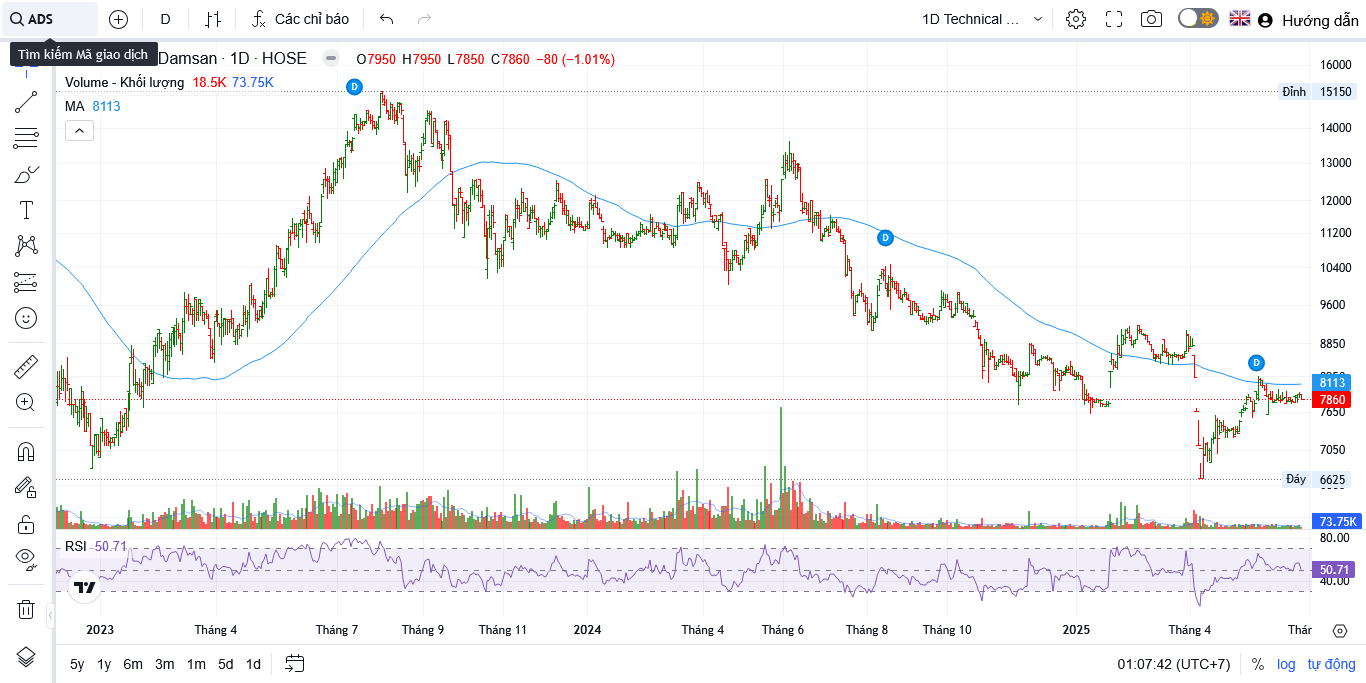 ADS
D
Các chỉ báo
1D Technical ...
Hướng dẫn
Tìm kiếm Mã giao dịch
Damsan · 1D · HOSE
O7950 H7950 L7850 C7860 −80 (−1.01%)
Volume - Khối lượng 18.5K 73.75K
MA 8113
D
D
D
16000
Đỉnh 15150
14000
13000
12000
11200
10400
9600
8850
8113
7860
7650
7050
Đáy 6625
73.75K
RSI 50.71
80.00
50.71
40.00
2023
Tháng 4
Tháng 7
Tháng 9
Tháng 11
2024
Tháng 4
Tháng 6
Tháng 8
Tháng 10
2025
Tháng 4
Thár
5y 1y 6m 3m 1m 5d 1d
01:07:42 (UTC+7)
%
log
tự động